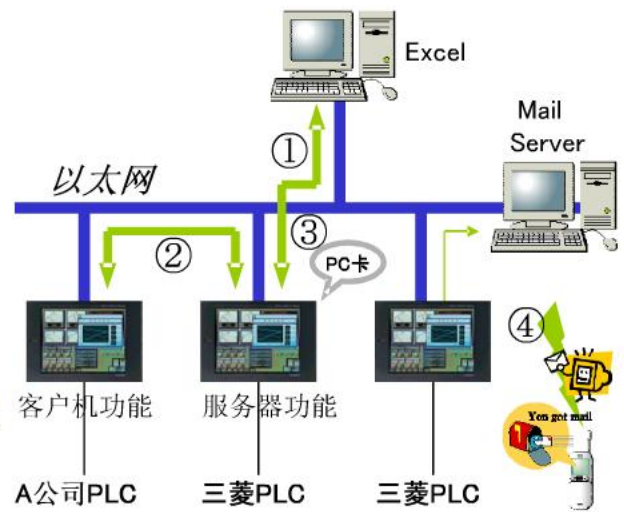 Excel
Mail
Server
①
以太网
②
③
PC卡
④
You got mail
1
客户机功能
服务器功能
A公司PLC
三菱PLC
三菱PLC